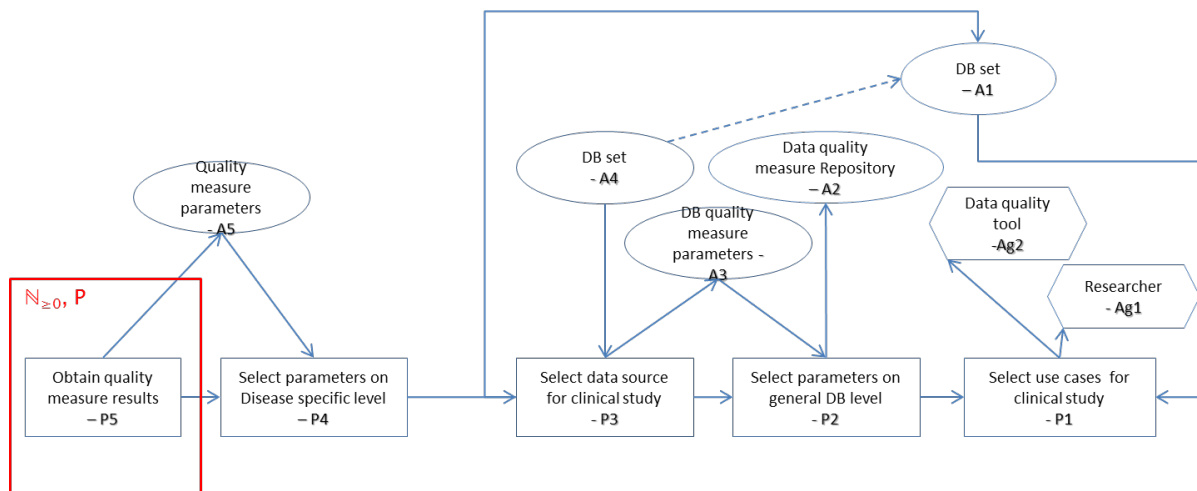 DB set
– A1
DB set
- A4
Data quality
measure Repository
– A2
Quality
measure
parameters
- A5
DB quality
measure
parameters -
A3
Data quality
tool
-Ag2
Researcher
- Ag1
ℕ≥0, P
Obtain quality
measure results
– P5
Select parameters on
Disease specific level
– P4
Select data source
for clinical study
- P3
Select parameters on
general DB level
- P2
Select use cases for
clinical study
- P1